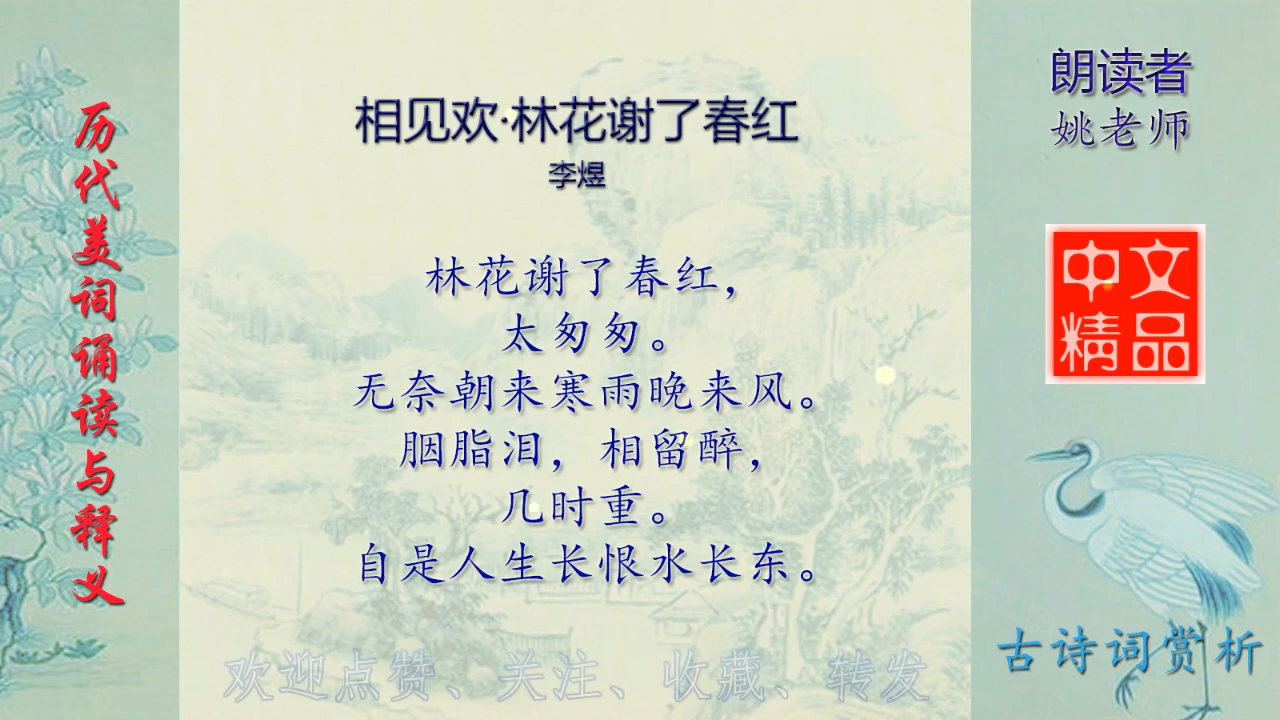 历代美词诵读与释义
相见欢·林花谢了春红
李煜
林花谢了春红，
太匆匆。
无奈朝来寒雨晚来风。
胭脂泪，相留醉，
几时重。
自是人生长恨水长东。
欢迎点赞、关注、收藏、转发
朗读者
姚老师
中文
精品
古诗词赏析